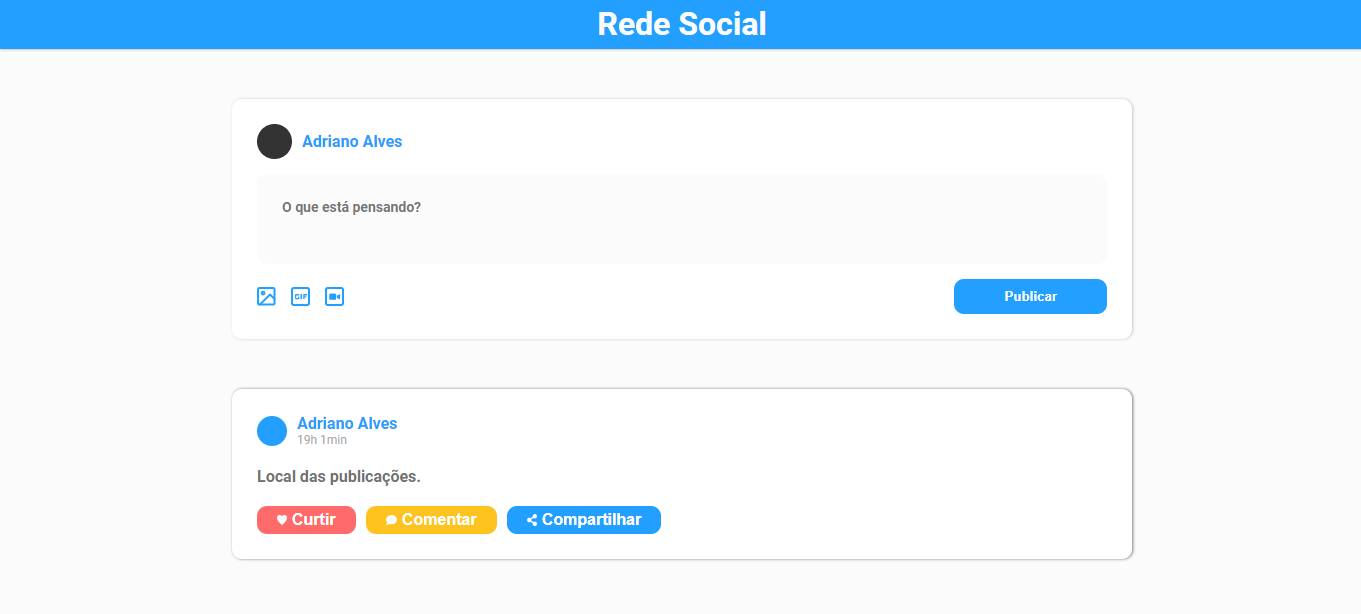 Rede Social
Adriano Alves
O que está pensando?
GIF
Publicar
Adriano Alves
19h 1min
Local das publicações.
Curtir Comentar Compartilhar